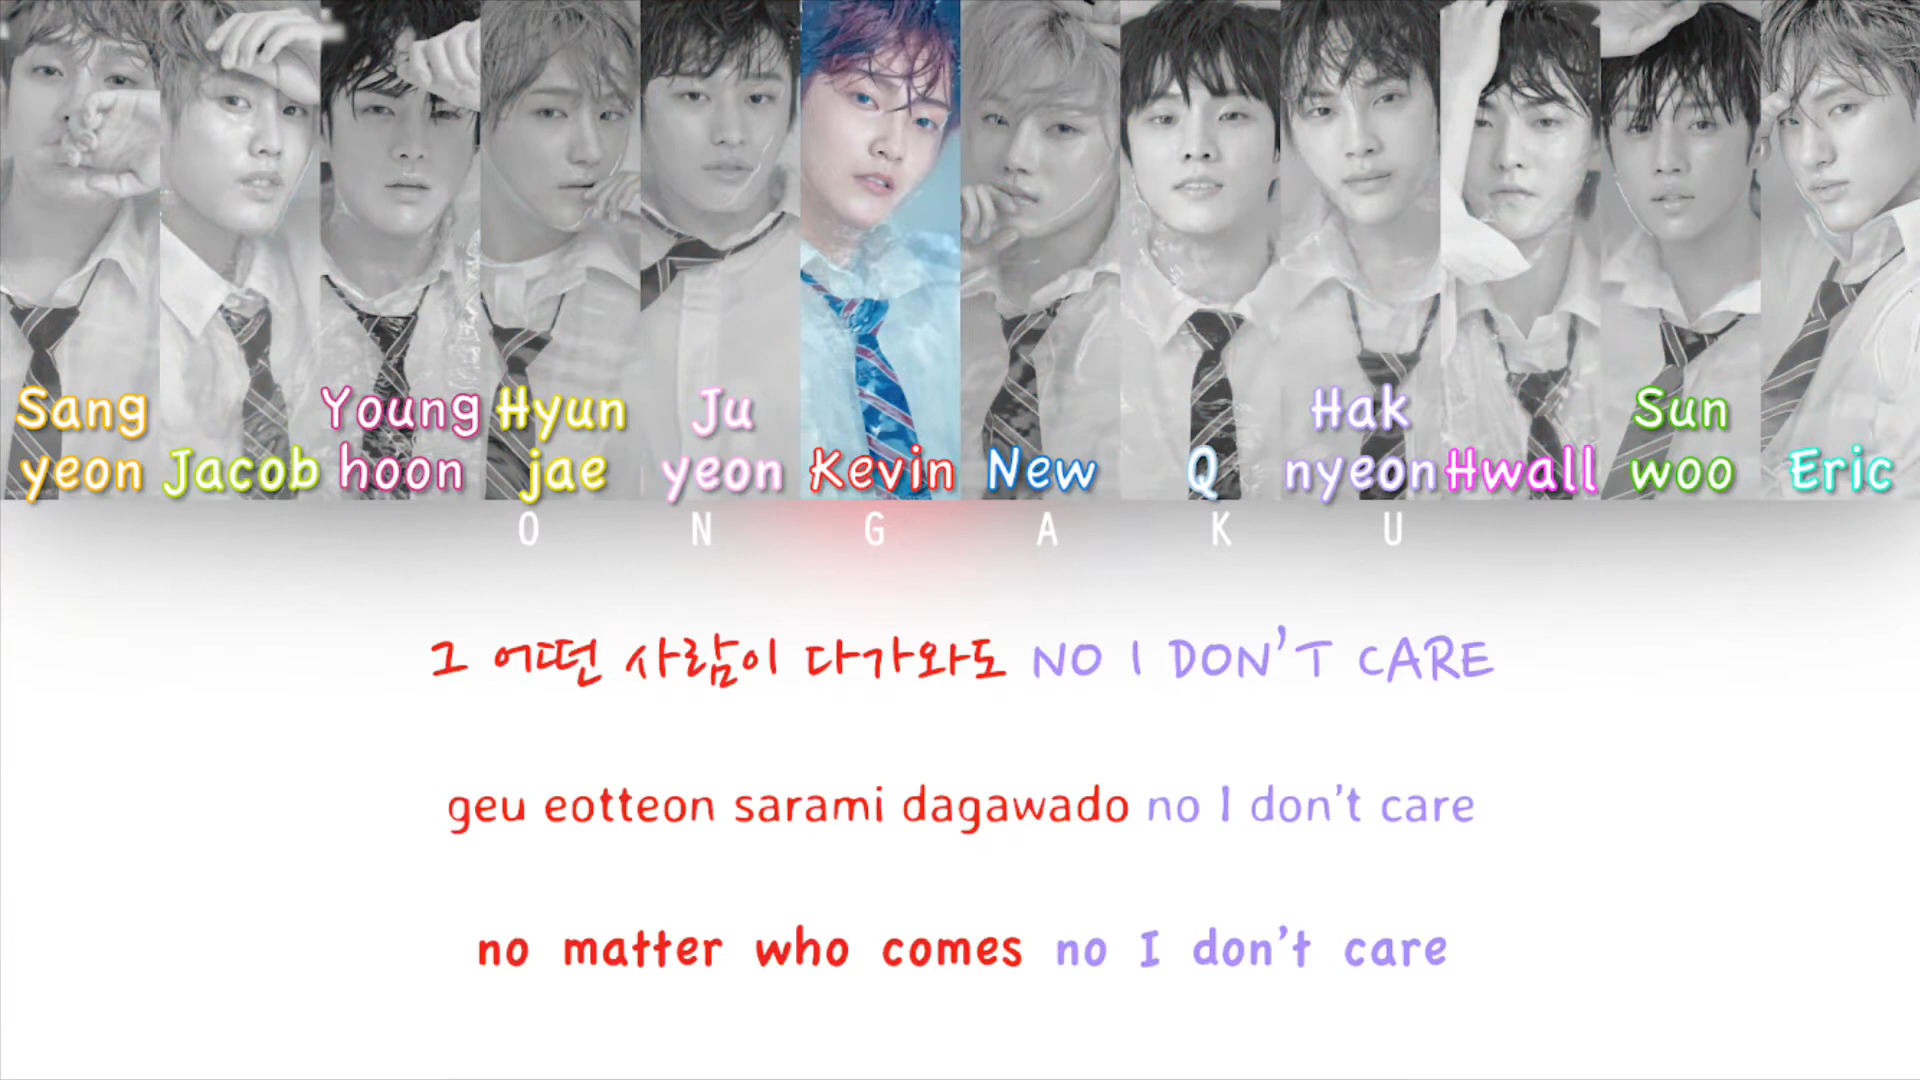 Sang yeon
Jacob
Young hoon
Hyun jae
Ju yeon
Kevin
New
Q
Hak nyeon
Hwall
Sun woo
Eric
ONGAKU
그 어떤 사람이 다가와도 NO I DON'T CARE
geu eotteon sarami dagawado no I don't care
no matter who comes no I don't care